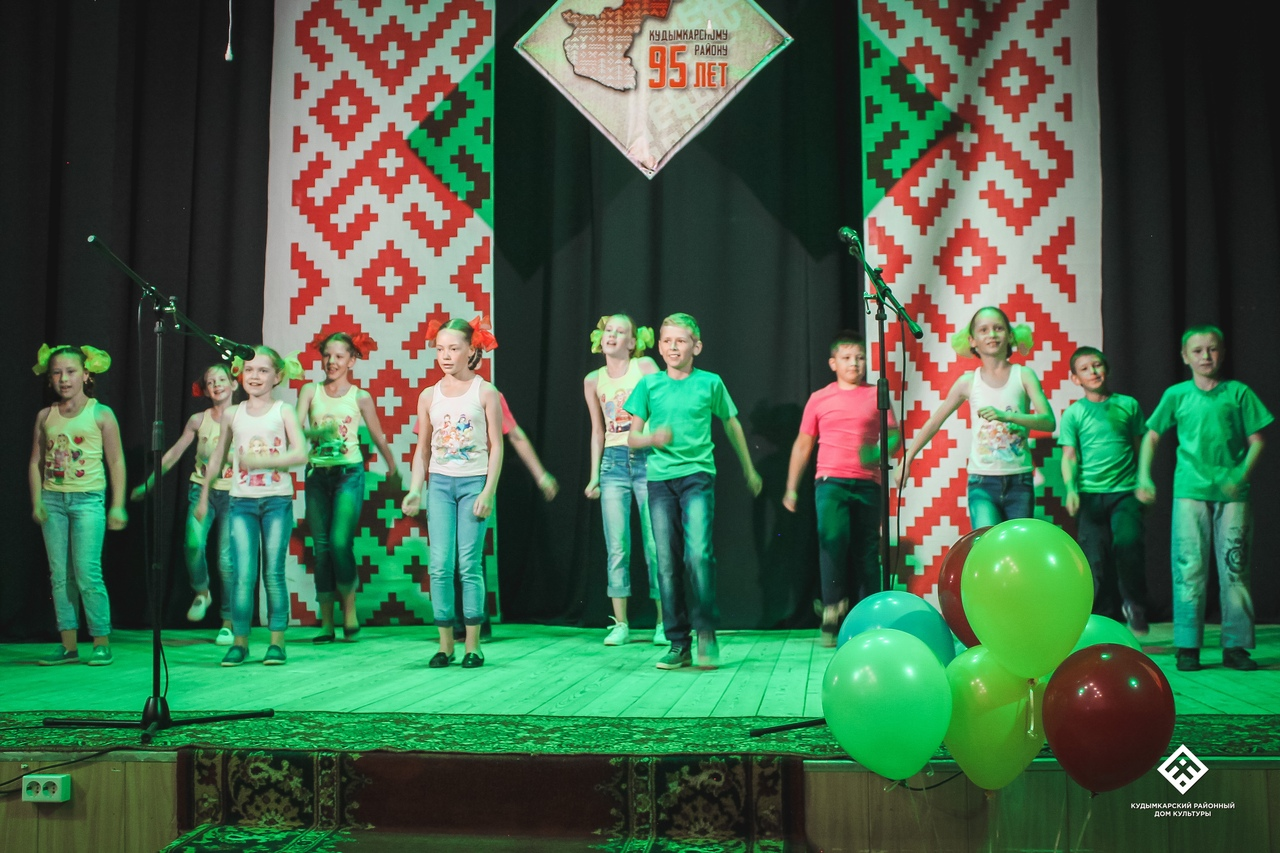 КУДЫМКАРСКОМУ
РАЙОНУ
95 ЛЕТ
КУДЫМКАРСКИЙ РАЙОННЫЙ
ДОМ КУЛЬТУРЫ